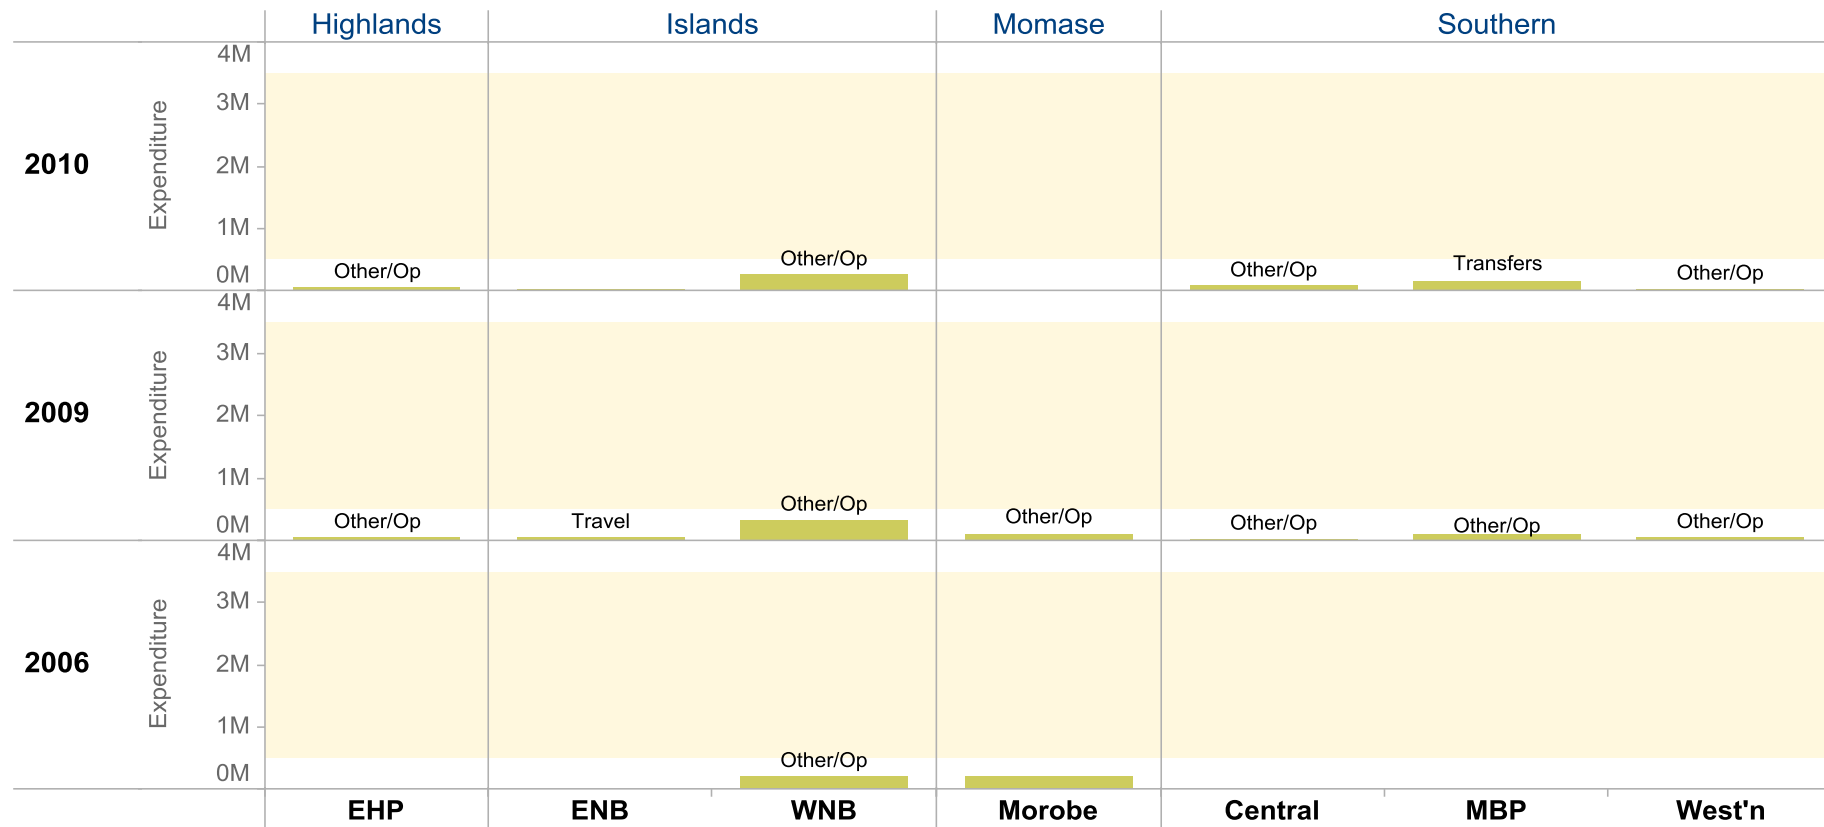 Highlands Islands Momase Southern
4M
3M
2010 Expenditure 2M
1M
Other/Op Other/Op Other/Op Transfers Other/Op
0M
4M
3M
2009 Expenditure 2M
1M
Other/Op Travel Other/Op Other/Op Other/Op Other/Op Other/Op
0M
4M
3M
2006 Expenditure 2M
1M
Other/Op
0M
EHP ENB WNB Morobe Central MBP West'n